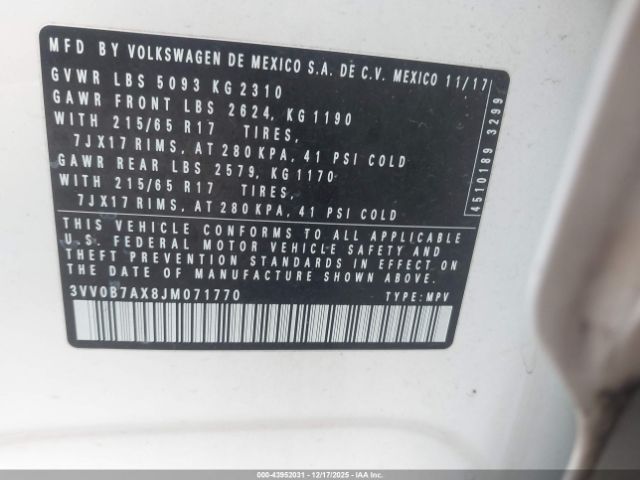 MFD BY VOLKSWAGEN DE MEXICO S.A. DE C.V. MEXICO 11/17
GVWR LBS 5093 KG 2310
GAWR FRONT LBS 2624, KG 1190
WITH 215/65 R17 TIRES,
7JX17 RIMS, AT 280 KPA, 41 PSI COLD
GAWR REAR LBS 2579, KG 1170
WITH 215/65 R17 TIRES,
7JX17 RIMS, AT 280 KPA, 41 PSI COLD
THIS VEHICLE CONFORMS TO ALL APPLICABLE
U.S. FEDERAL MOTOR VEHICLE SAFETY AND
THEFT PREVENTION STANDARDS IN EFFECT ON
THE DATE OF MANUFACTURE SHOWN ABOVE.
3VV0B7AX8JM071770 TYPE: MPV
4510189 3299
000-43952031 - 12/17/2025 - IAAI.COM